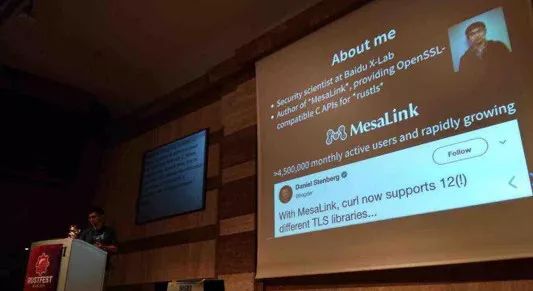 About me
• Security scientist at Baidu X-Lab
• Author of *MesaLink*, providing OpenSSL-
compatible C APIs for *rustls*
MesaLink
>4,500,000 monthly active users and rapidly growing
Daniel Stenberg
Follow
With MesaLink, curl now supports 12(!)
different TLS libraries...
RUSTFEST